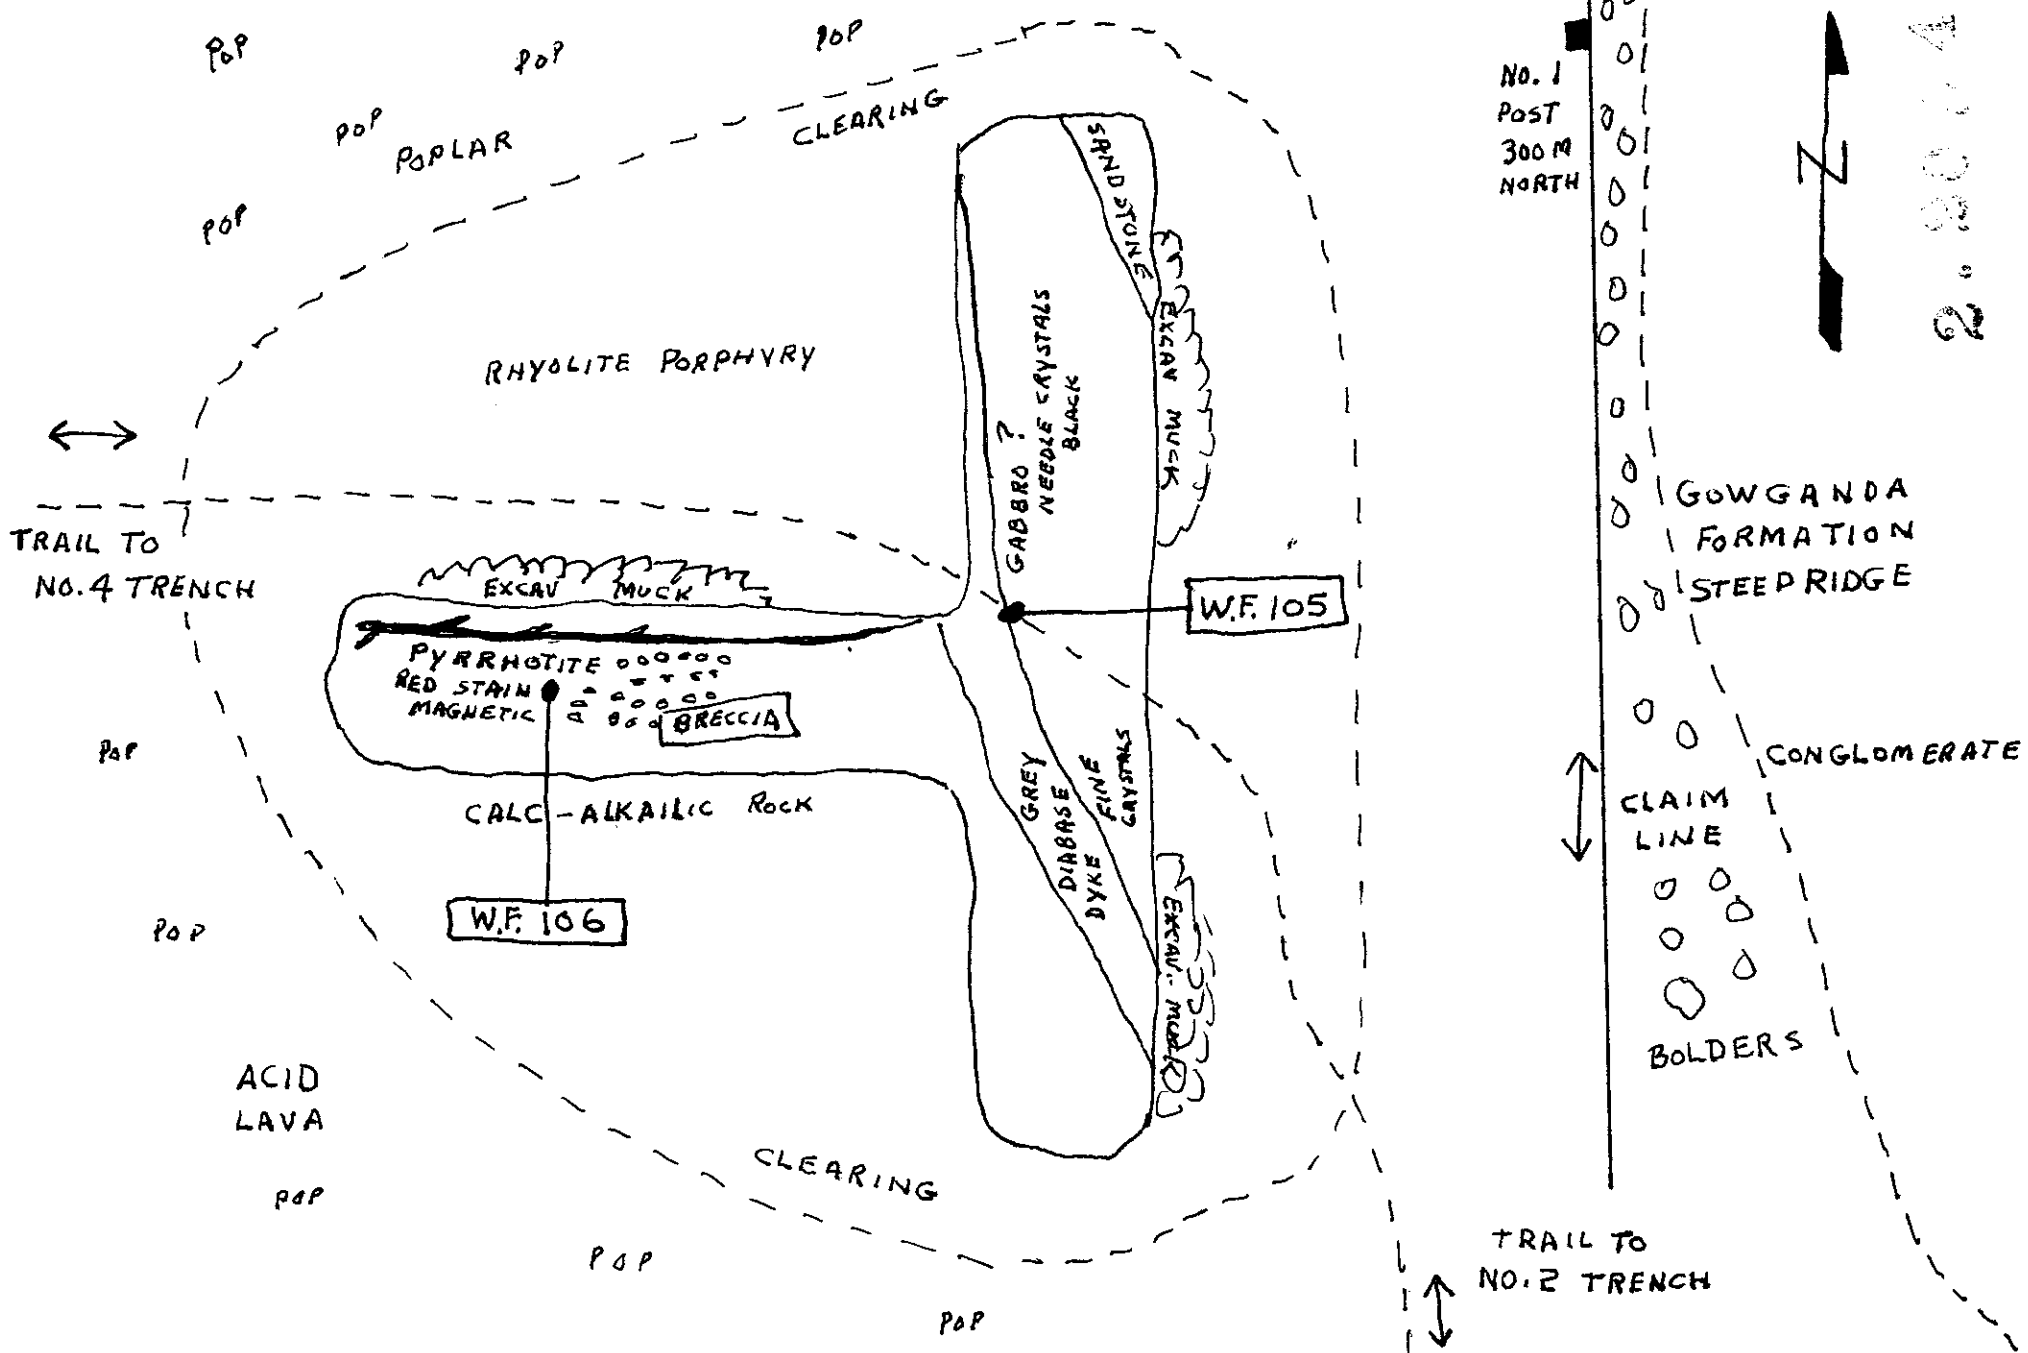 POP
POP
POP
POP
POPLAR
CLEARING
POP
SANDSTONE
NO. 1
POST
300 M
NORTH
N
RHYOLITE PORPHYRY
GABBRO ?
NEEDLE CRYSTALS
BLACK
EXCAV MUCK
GOWGANDA
FORMATION
STEEP RIDGE
TRAIL TO
NO. 4 TRENCH
EXCAV MUCK
W.F. 105
PYRRHOTITE
RED STAIN
MAGNETIC
BRECCIA
POP
CALC-ALKAILIC ROCK
GREY
DIABASE
DYKE
FINE
CRYSTALS
CONGLOMERATE
CLAIM
LINE
W.F. 106
POP
EXCAV. MUCK
BOLDERS
ACID
LAVA
CLEARING
POP
POP
POP
TRAIL TO
NO. 2 TRENCH